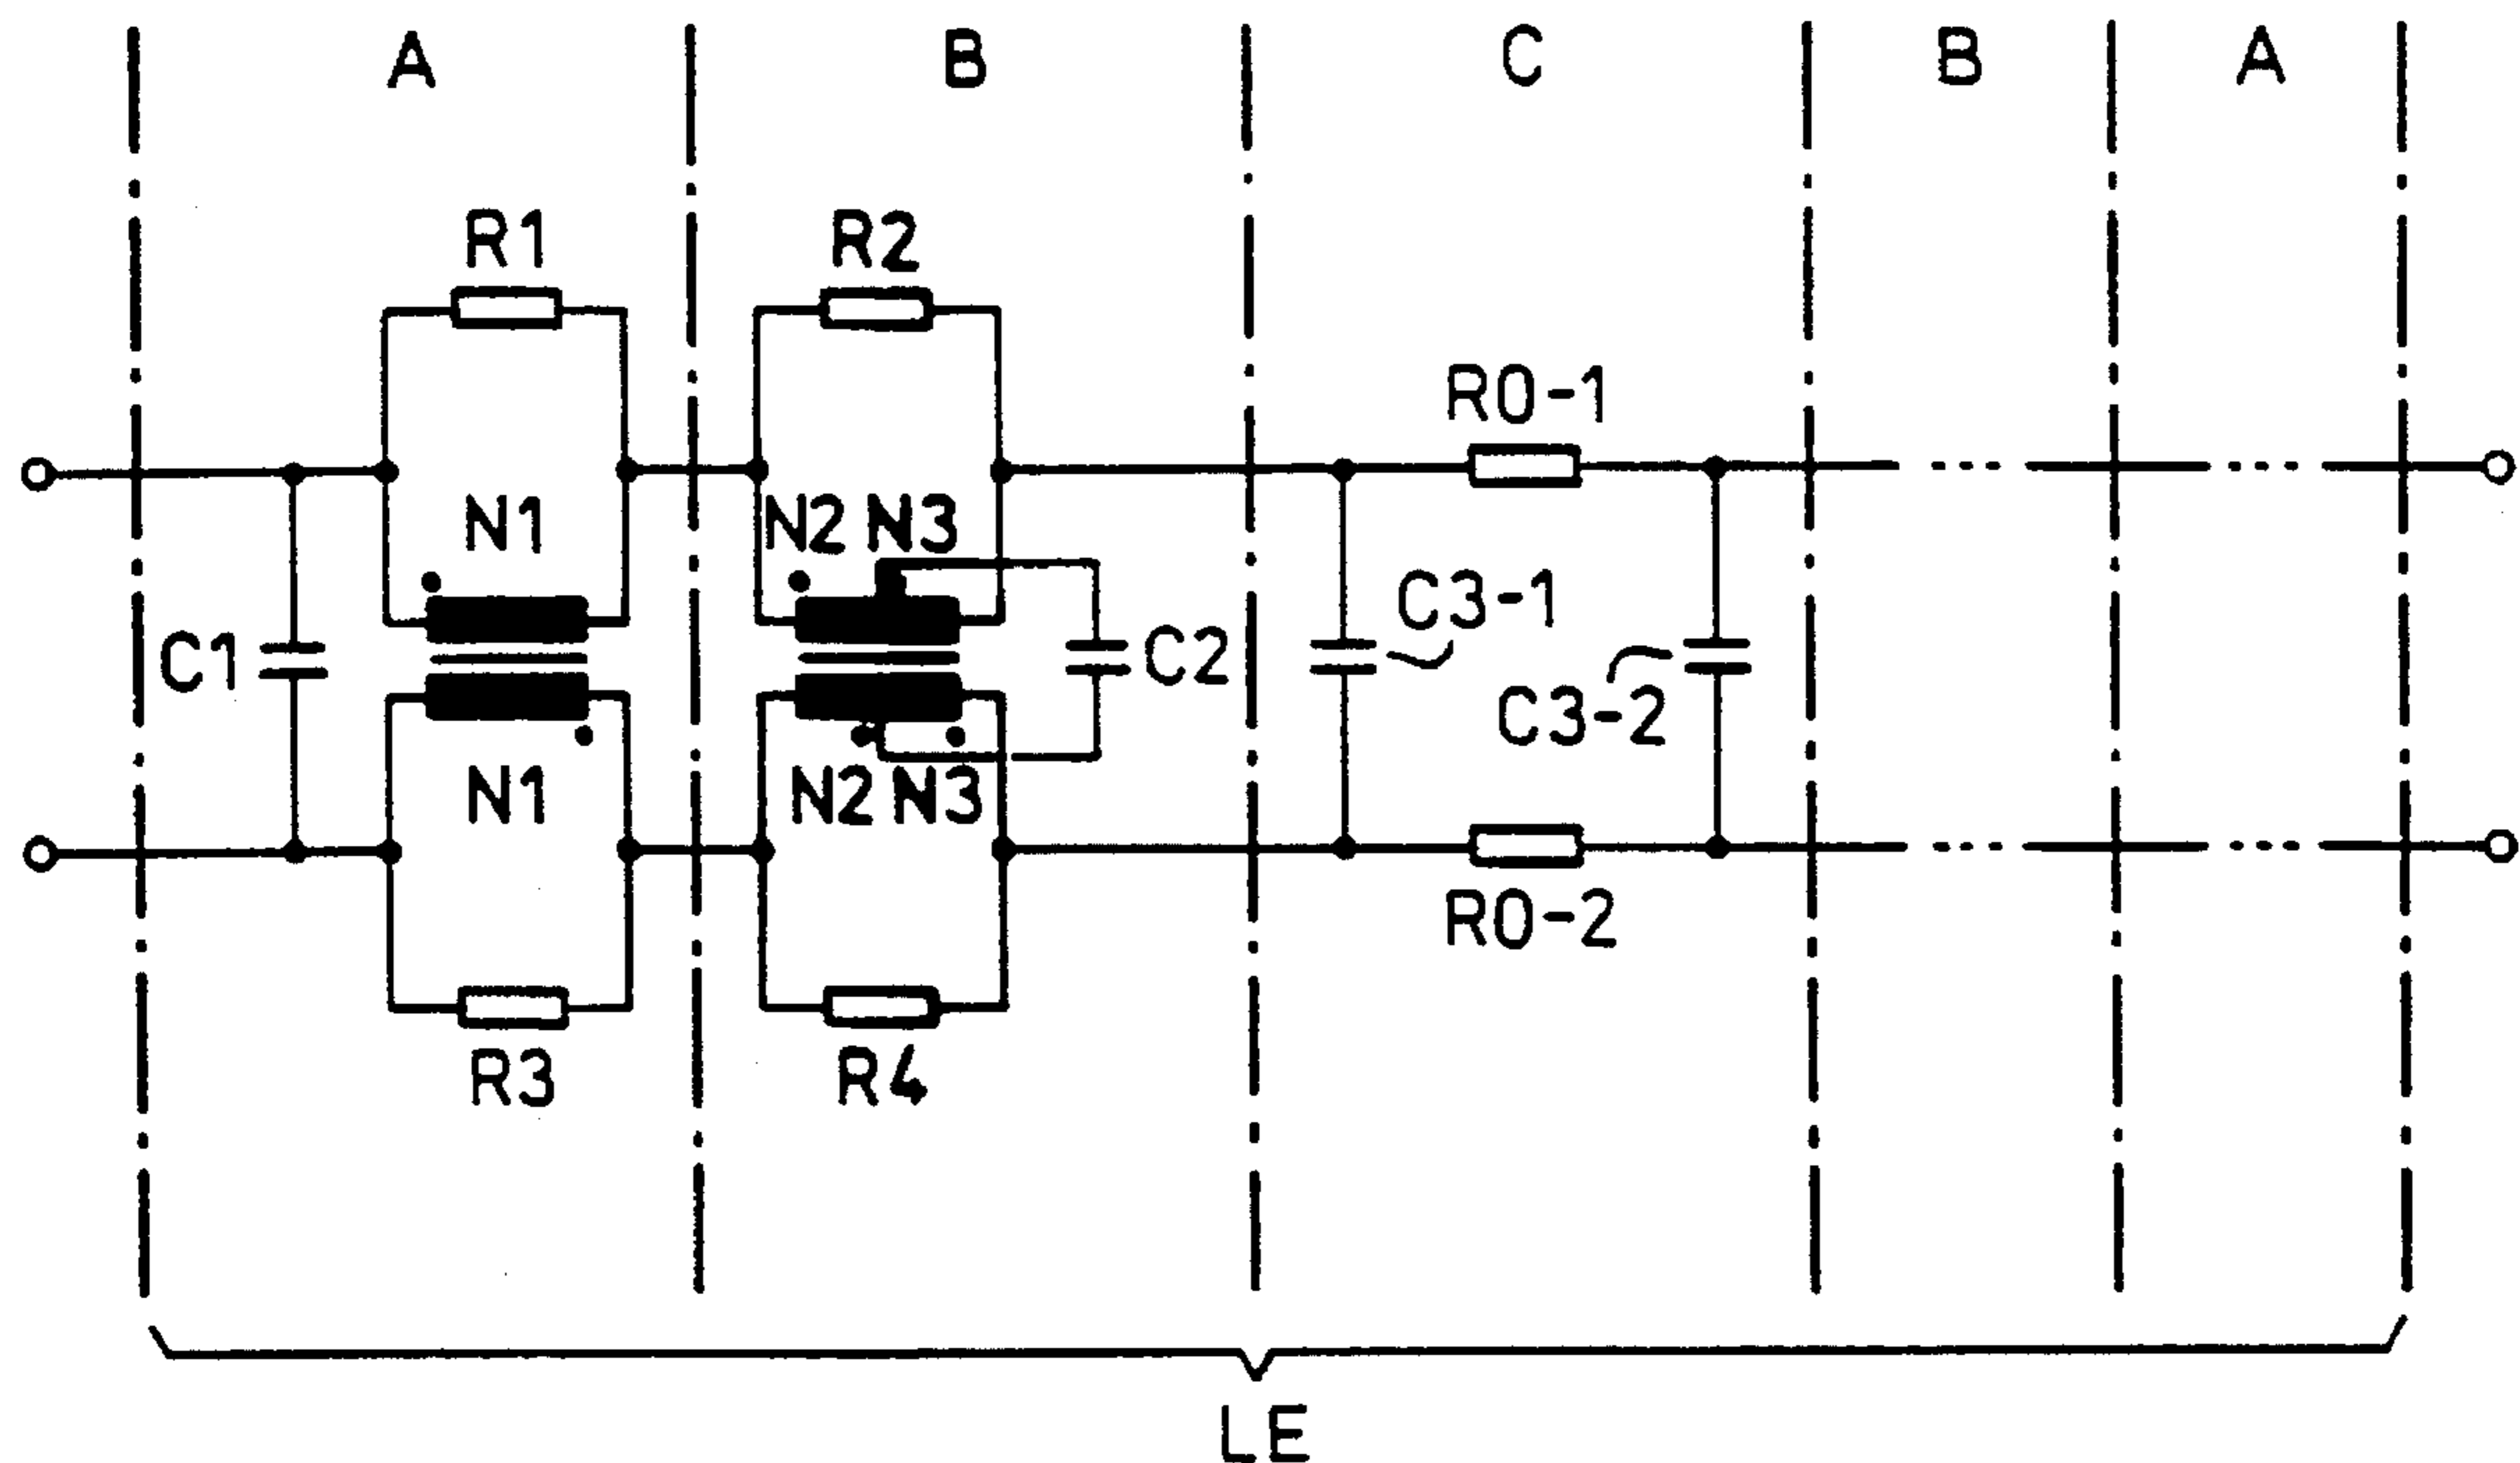 A B C B A
R1 R2
R0-1
N1 N2 N3
C3-1
C1 C2
C3-2
N1 N2 N3
R0-2
R3 R4
LE